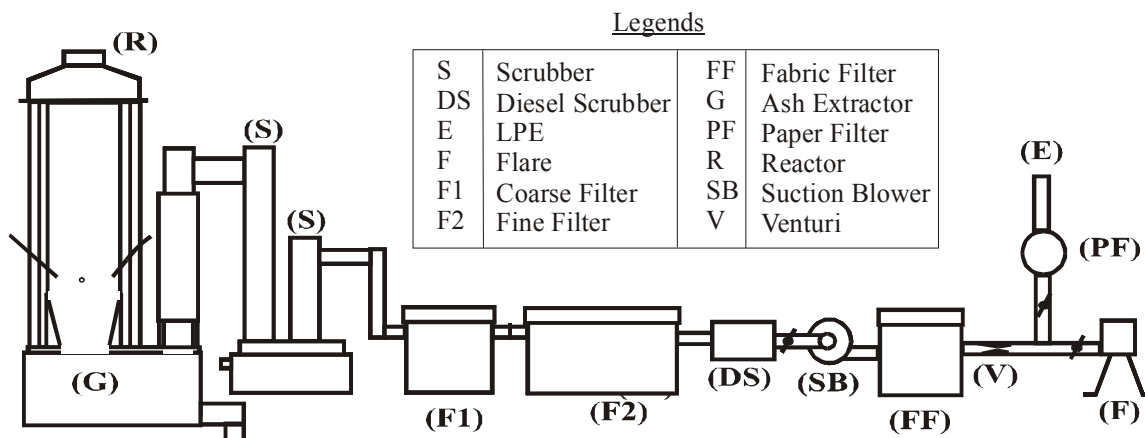 Legends
S Scrubber FF Fabric Filter
DS Diesel Scrubber G Ash Extractor
E LPE PF Paper Filter
F Flare R Reactor
F1 Coarse Filter SB Suction Blower
F2 Fine Filter V Venturi
(R)
(S)
(S)
(E)
(PF)
(G)
(F1)
(F2)
(DS)
(SB)
(FF)
(V)
(F)